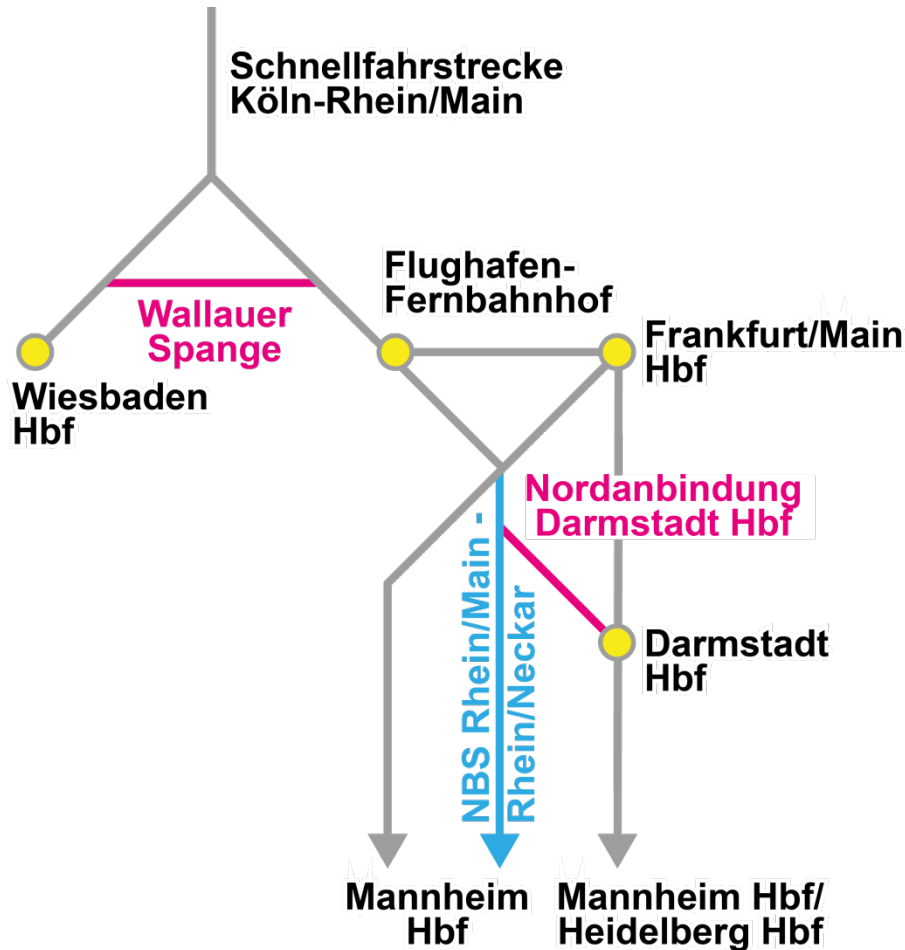 Schnellfahrstrecke
Köln-Rhein/Main
Flughafen-
Fernbahnhof
Wallauer
Spange
Frankfurt/Main
Hbf
Wiesbaden
Hbf
Nordanbindung
Darmstadt Hbf
NBS Rhein/Main -
Rhein/Neckar
Darmstadt
Hbf
Mannheim
Hbf
Mannheim Hbf/
Heidelberg Hbf